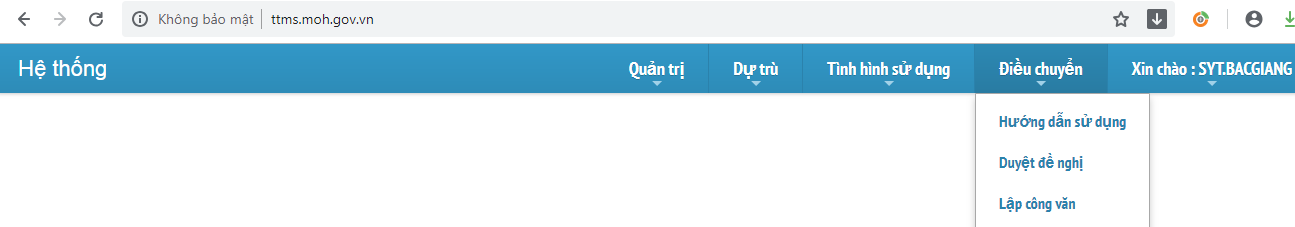 Không bảo mật ttms.moh.gov.vn
Hệ thống Quản trị Dự trù Tình hình sử dụng Điều chuyển Xin chào : SYT.BACGIANG
Hướng dẫn sử dụng
Duyệt đề nghị
Lập công văn